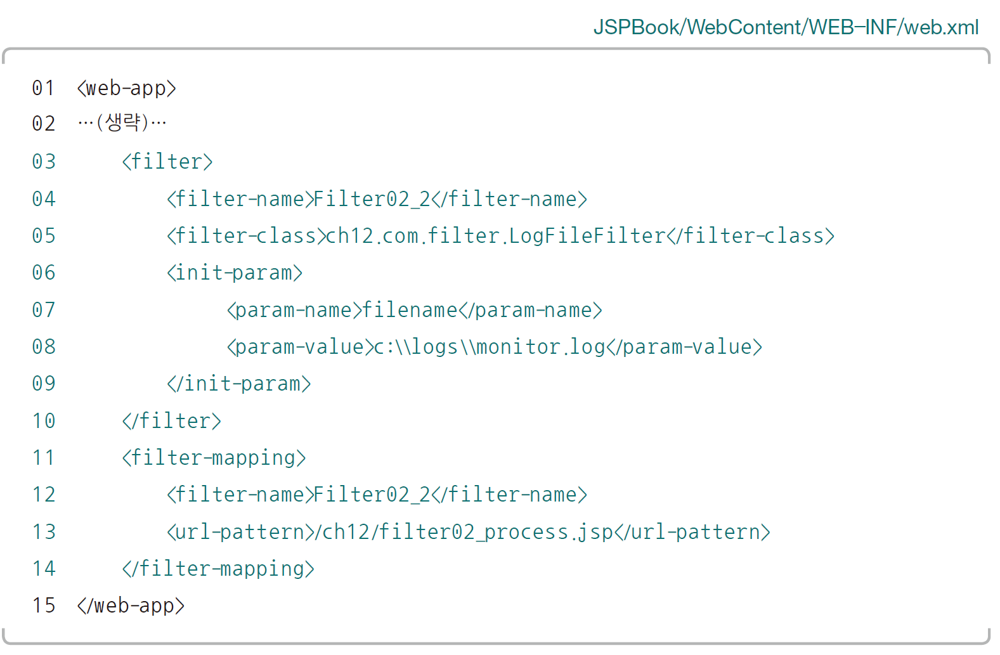 JSPBook/WebContent/WEB-INF/web.xml
01 <web-app>
02 …(생략)…
03 <filter>
04 <filter-name>Filter02_2</filter-name>
05 <filter-class>ch12.com.filter.LogFileFilter</filter-class>
06 <init-param>
07 <param-name>filename</param-name>
08 <param-value>c:\\logs\\monitor.log</param-value>
09 </init-param>
10 </filter>
11 <filter-mapping>
12 <filter-name>Filter02_2</filter-name>
13 <url-pattern>/ch12/filter02_process.jsp</url-pattern>
14 </filter-mapping>
15 </web-app>